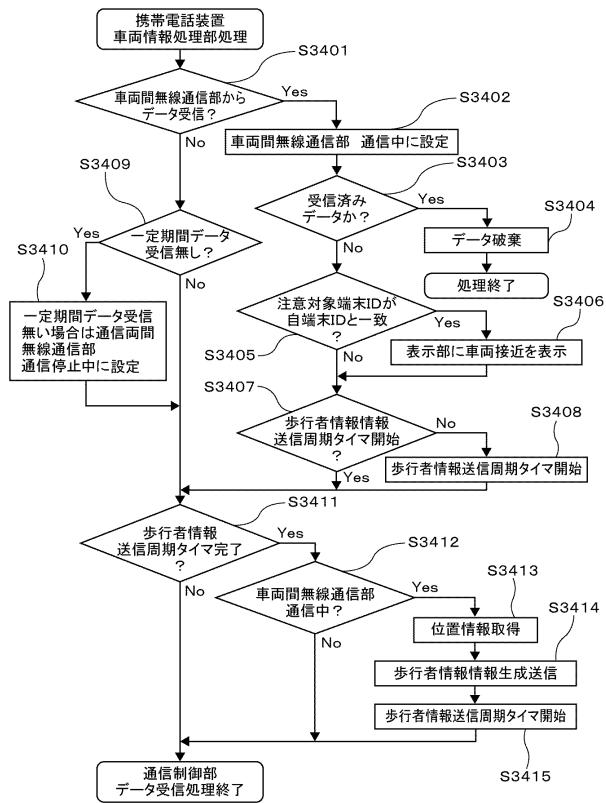 携帯電話装置
車両情報処理部処理
S3401
車両間無線通信部から
データ受信？
Yes
No
S3402
車両間無線通信部　通信中に設定
S3403
受信済み
データか？
Yes
No
S3404
データ破棄
処理終了
S3409
一定期間データ
受信無し？
Yes
No
S3410
一定期間データ受信
無い場合は通信両間
無線通信部
通信停止中に設定
注意対象端末IDが
自端末IDと一致
？
S3405
Yes
No
S3406
表示部に車両接近を表示
S3407
歩行者情報情報
送信周期タイマ開始
？
No
Yes
S3408
歩行者情報送信周期タイマ開始
S3411
歩行者情報
送信周期タイマ完了
？
Yes
No
S3412
車両間無線通信部
通信中？
Yes
No
S3413
位置情報取得
S3414
歩行者情報情報生成送信
歩行者情報送信周期タイマ開始
S3415
通信制御部
データ受信処理終了